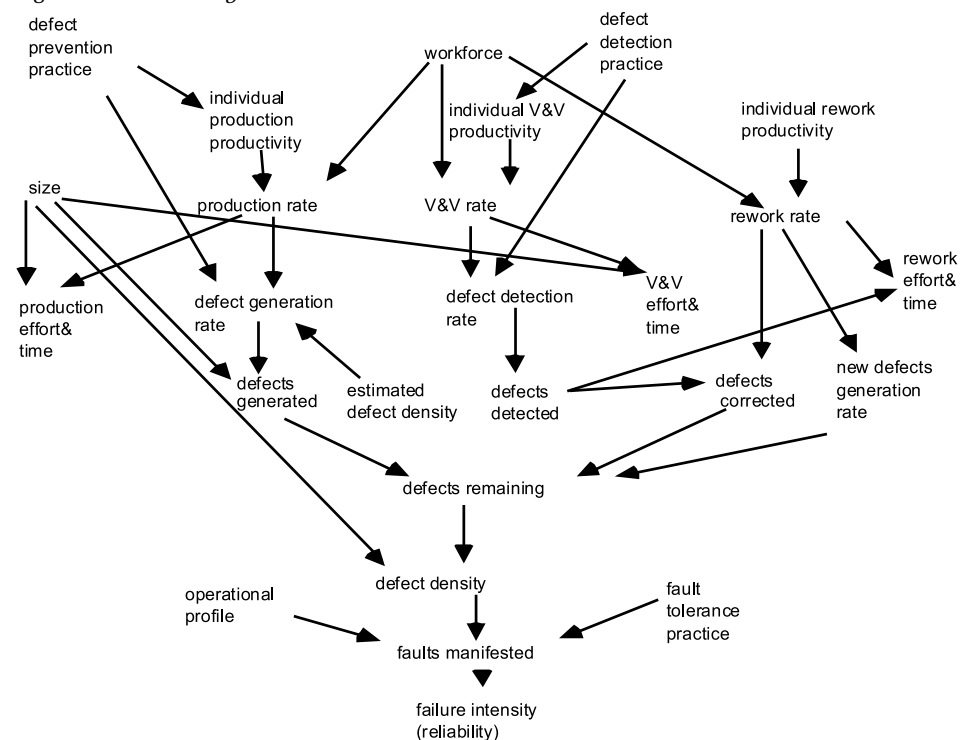 defect
prevention
practice
workforce
defect
detection
practice
individual
production
productivity
individual V&V
productivity
individual rework
productivity
size
production rate
V&V rate
rework rate
production
effort&
time
defect generation
rate
defect detection
rate
V&V
effort&
time
rework
effort&
time
defects
generated
estimated
defect density
defects
detected
defects
corrected
new defects
generation
rate
defects remaining
defect density
operational
profile
fault
tolerance
practice
faults manifested
failure intensity
(reliability)